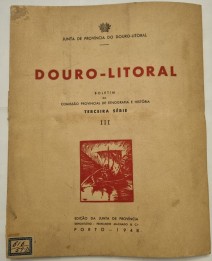 JUNTA DE PROVÍNCIA DO DOURO-LITORAL
DOURO-LITORAL
BOLETIM
DA
COMISSÃO PROVINCIAL DE ETNOGRAFIA E HISTÓRIA
TERCEIRA SÉRIE
III
EDIÇÃO DA JUNTA DE PROVÍNCIA
PORTO-1948